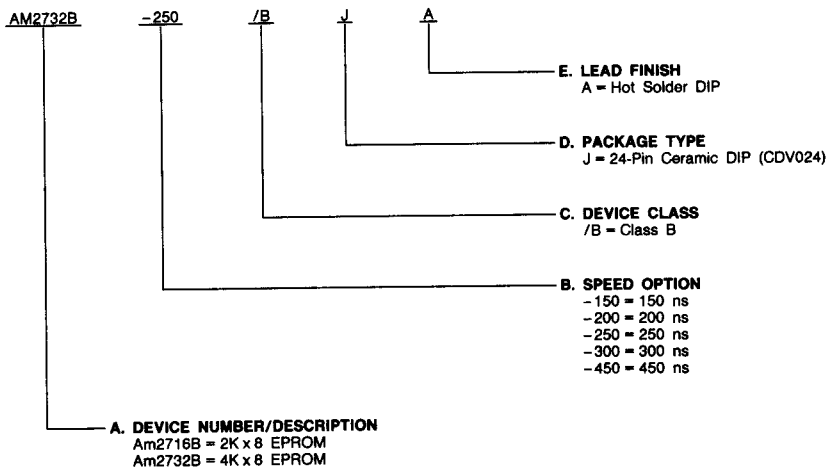 AM2732B -250 /B J A
E. LEAD FINISH
A = Hot Solder DIP
D. PACKAGE TYPE
J = 24-Pin Ceramic DIP (CDV024)
C. DEVICE CLASS
/B = Class B
B. SPEED OPTION
-150 = 150 ns
-200 = 200 ns
-250 = 250 ns
-300 = 300 ns
-450 = 450 ns
A. DEVICE NUMBER/DESCRIPTION
Am2716B = 2K x 8 EPROM
Am2732B = 4K x 8 EPROM